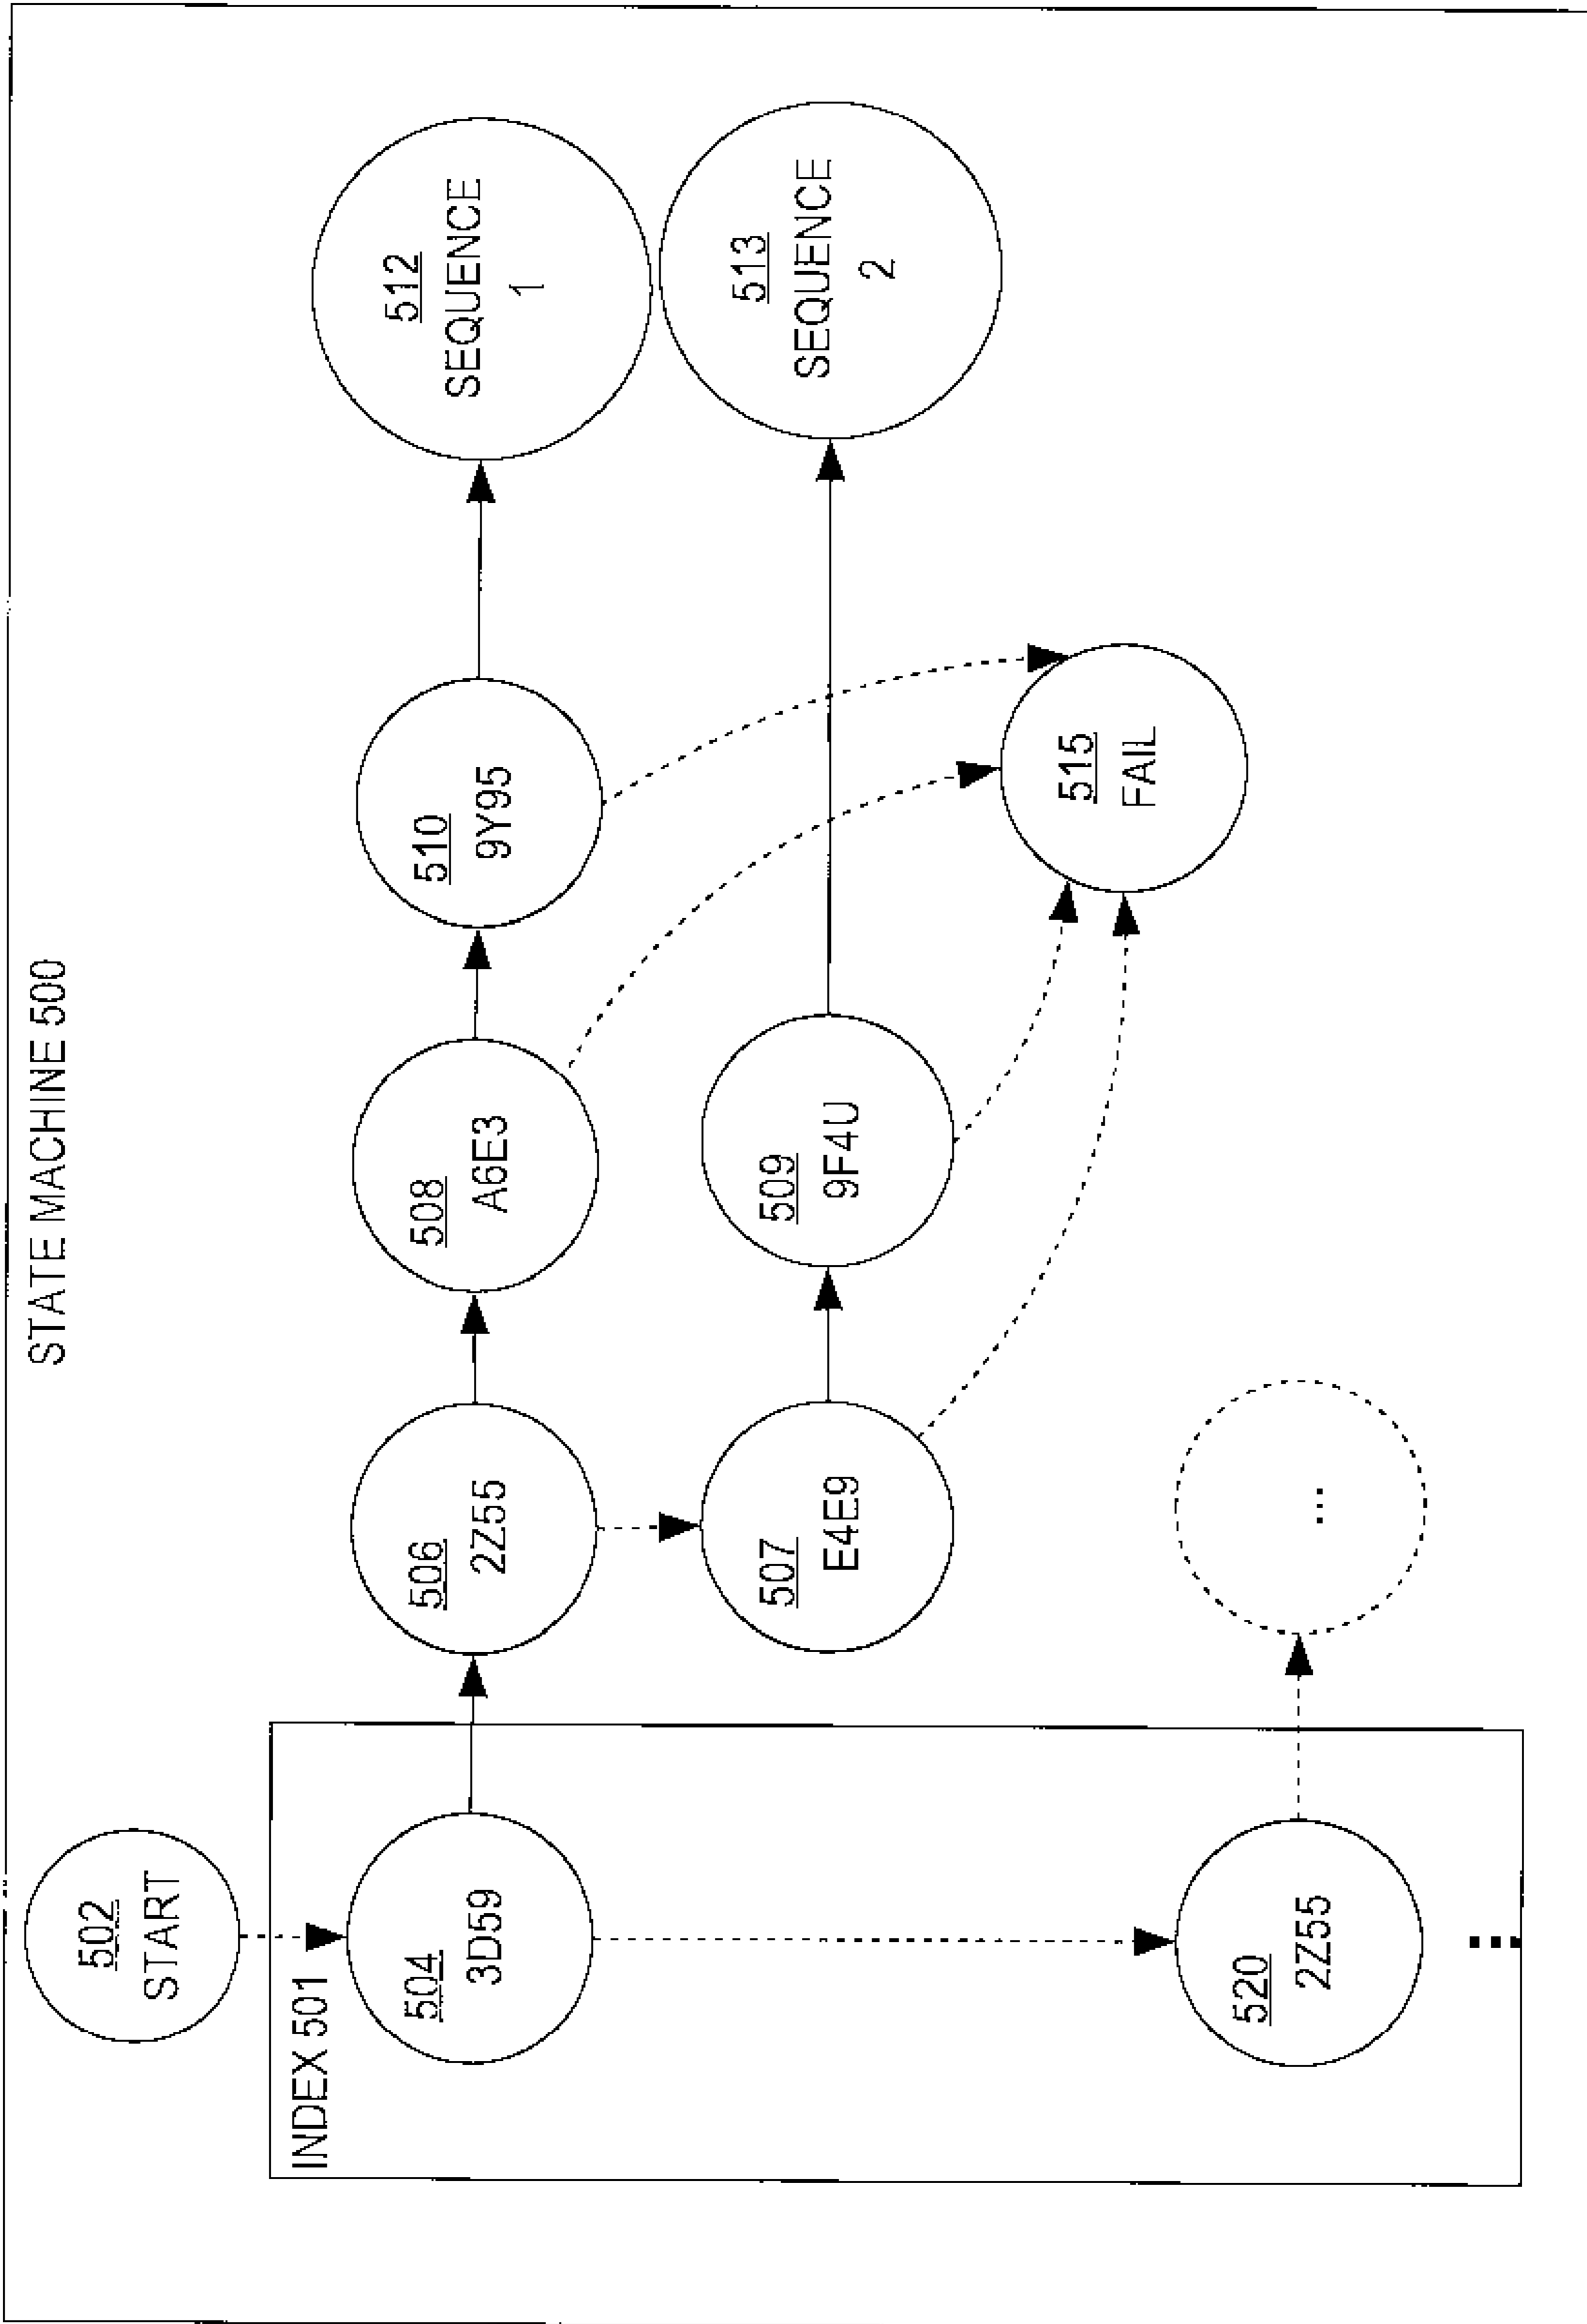 STATE MACHINE 500
502
START
INDEX 501
504
3D59
506
2Z55
508
A6E3
510
9Y95
512
SEQUENCE
1
507
E4E9
509
9F4U
513
SEQUENCE
2
515
FAIL
520
2Z55
...
...